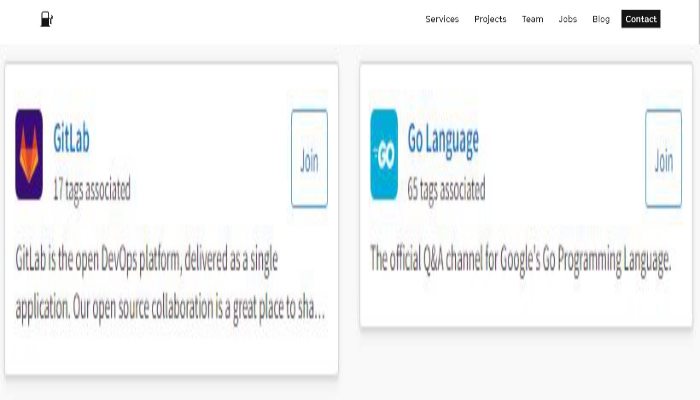 Services Projects Team Jobs Blog Contact
GitLab
17 tags associated
Join
GitLab is the open DevOps platform, delivered as a single
application. Our open source collaboration is a great place to sha...
GO
Go Language
65 tags associated
Join
The official Q&A channel for Google's Go Programming Language.